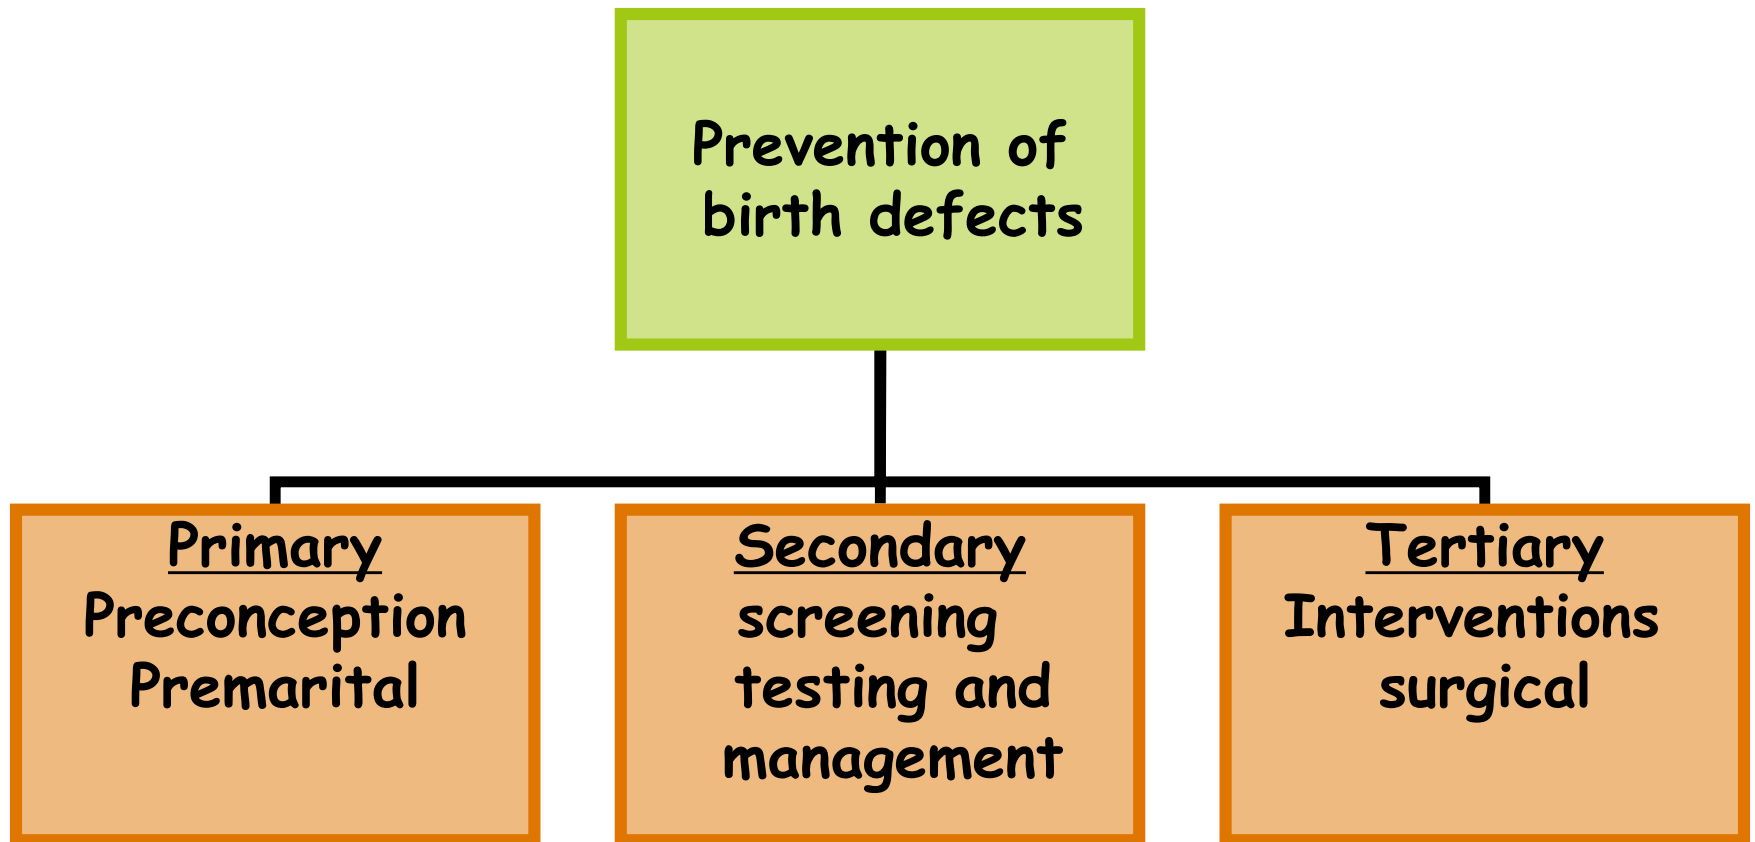 Prevention of
birth defects
Primary
Preconception
Premarital
Secondary
screening
testing and
management
Tertiary
Interventions
surgical